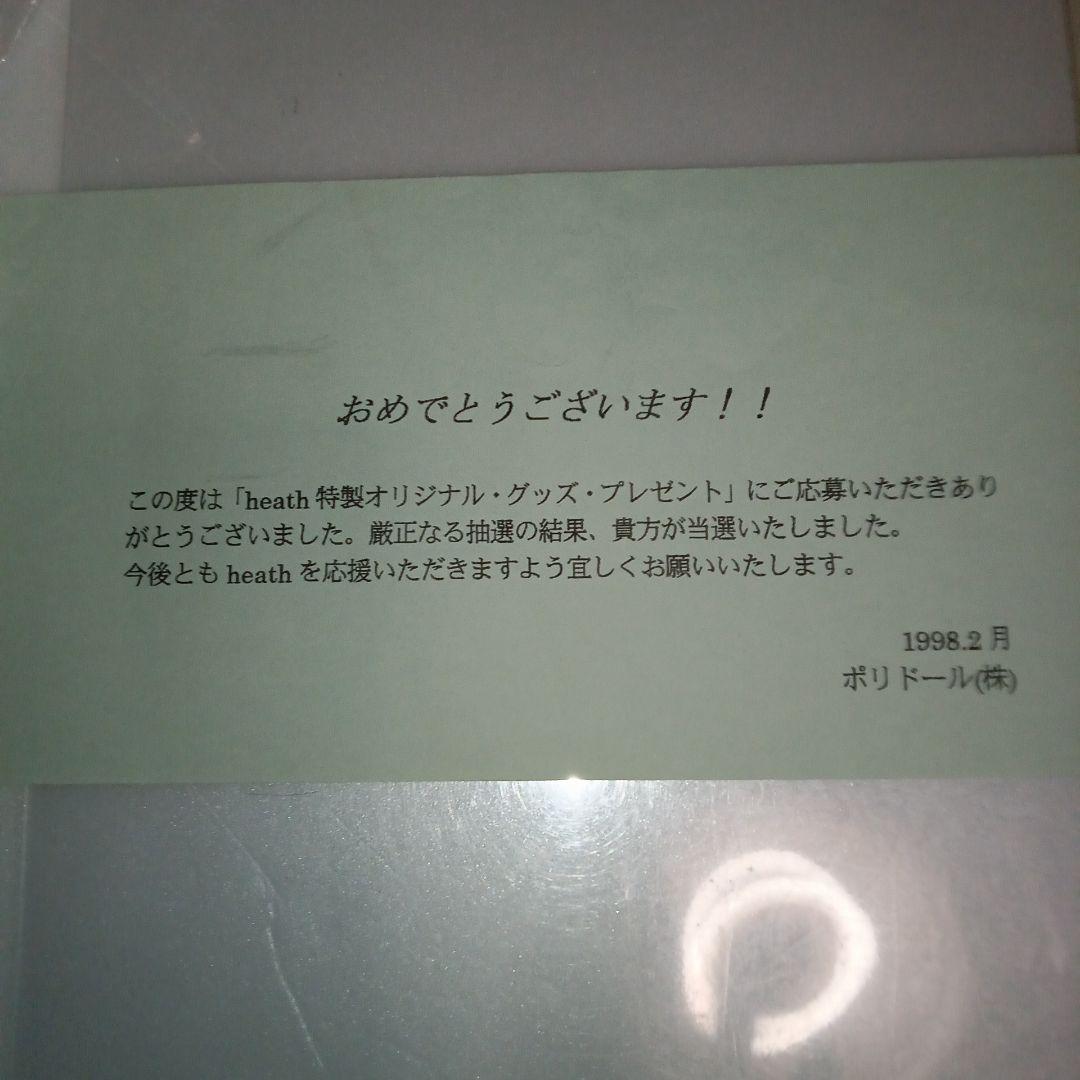 おめでとうございます！！
この度は「heath 特製オリジナル・グッズ・プレゼント」にご応募いただきあり
がとうございました。厳正なる抽選の結果、貴方が当選いたしました。
今後とも heath を応援いただきますよう宜しくお願いいたします。
1998.2 月
ポリドール(株)